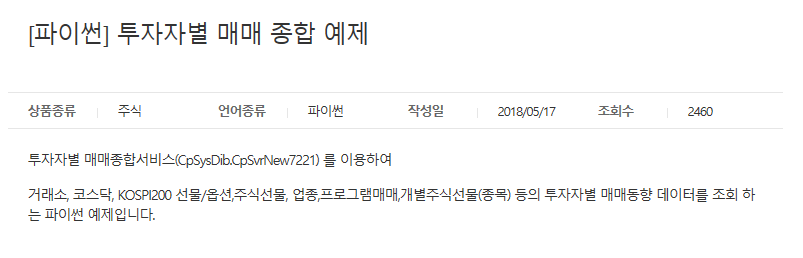 [파이썬] 투자자별 매매 종합 예제
상품종류 주식 언어종류 파이썬 작성일 2018/05/17 조회수 2460
투자자별 매매종합서비스(CpSysDib.CpSvrNew7221) 를 이용하여
거래소, 코스닥, KOSPI200 선물/옵션,주식선물, 업종,프로그램매매,개별주식선물(종목) 등의 투자자별 매매동향 데이터를 조회 하
는 파이썬 예제입니다.